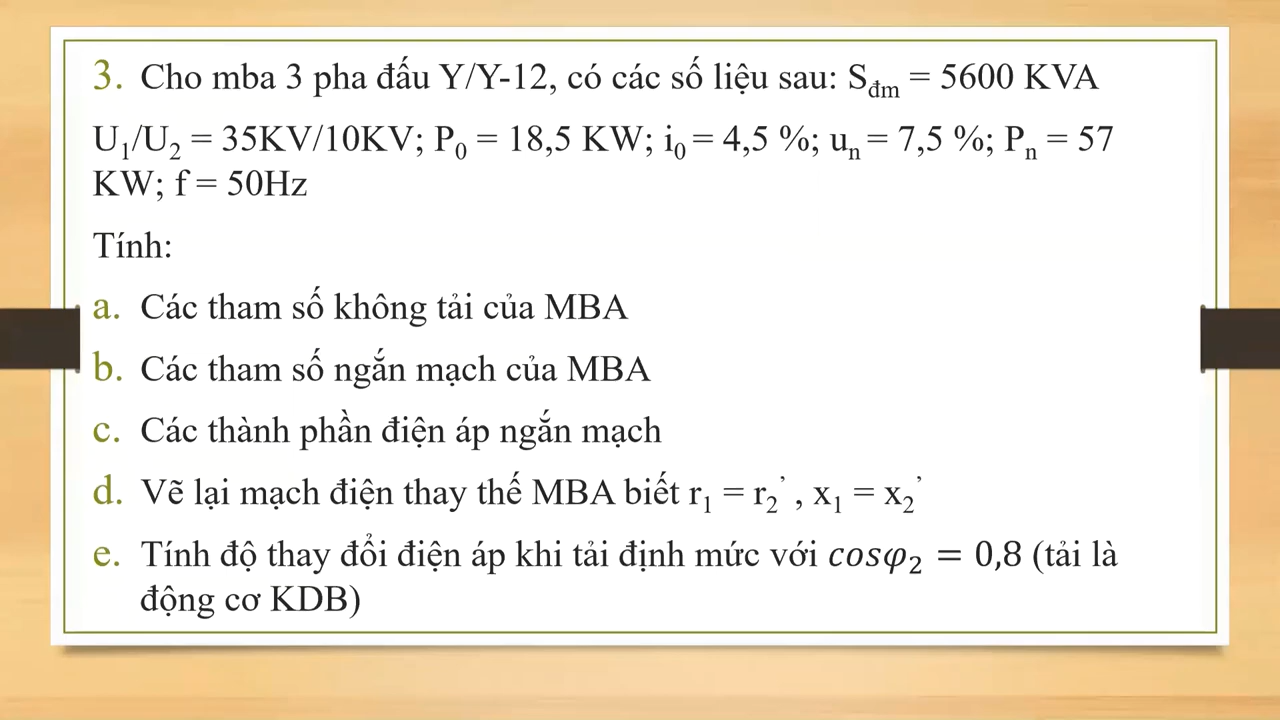 3. Cho mba 3 pha đấu Y/Y-12, có các số liệu sau: Sđm = 5600 KVA
U1/U2 = 35KV/10KV; P0 = 18,5 KW; i0 = 4,5 %; un = 7,5 %; Pn = 57
KW; f = 50Hz
Tính:
a. Các tham số không tải của MBA
b. Các tham số ngắn mạch của MBA
c. Các thành phần điện áp ngắn mạch
d. Vẽ lại mạch điện thay thế MBA biết r1 = r2’ , x1 = x2’
e. Tính độ thay đổi điện áp khi tải định mức với cosφ2 = 0,8 (tải là
động cơ KDB)